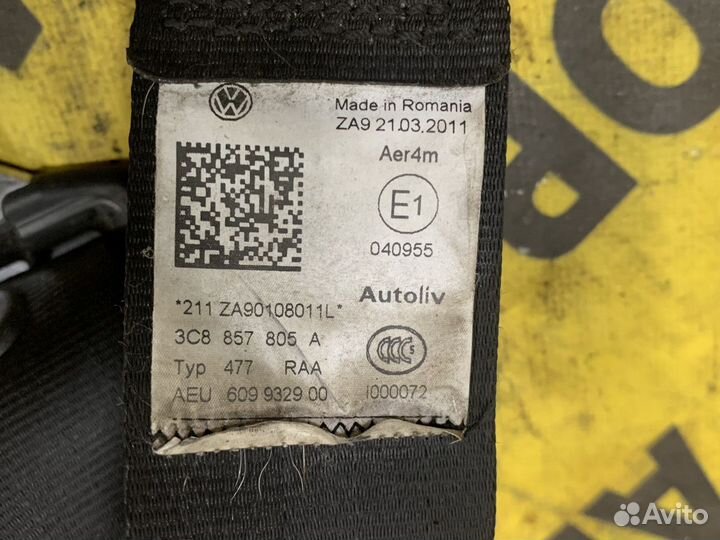 Made in Romania
ZA9 21.03.2011
Aer4m
E1
040955
*211 ZA90108011L*
Autoliv
3C8 857 805 A
Typ 477 RAA
CCC S
AEU 609 9329 00
I000072
Avito